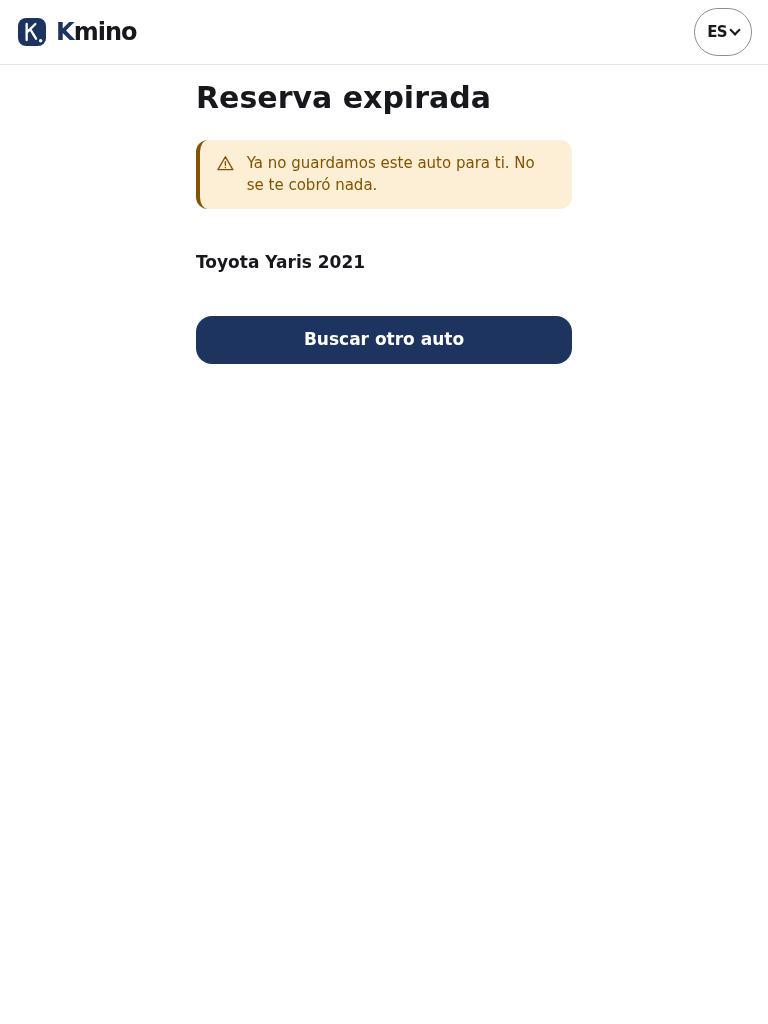 K. Kmino
ES
Reserva expirada
Ya no guardamos este auto para ti. No
se te cobró nada.
Toyota Yaris 2021
Buscar otro auto